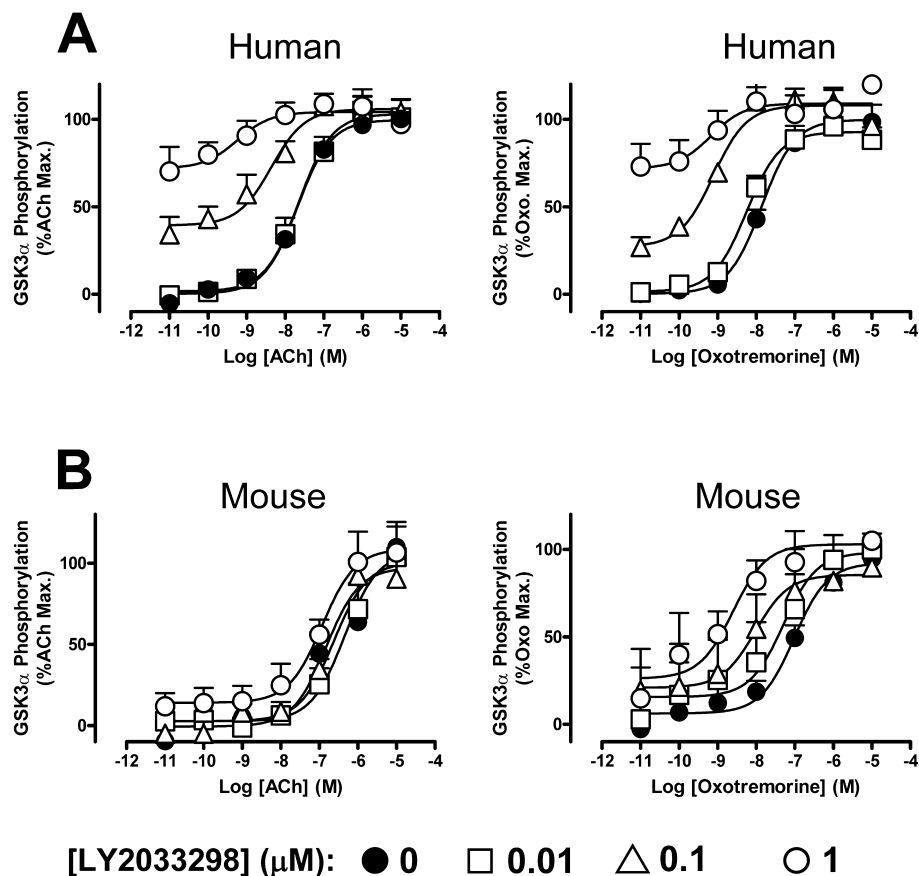 A
Human
Human
GSK3α Phosphorylation
(%ACh Max.)
100
50
0
-12 -11 -10 -9 -8 -7 -6 -5 -4
Log [ACh] (M)
GSK3α Phosphorylation
(%Oxo. Max.)
100
50
0
-12 -11 -10 -9 -8 -7 -6 -5 -4
Log [Oxotremorine] (M)
B
Mouse
Mouse
GSK3α Phosphorylation
(%ACh Max.)
100
50
0
-12 -11 -10 -9 -8 -7 -6 -5 -4
Log [ACh] (M)
GSK3α Phosphorylation
(%Oxo Max.)
100
50
0
-12 -11 -10 -9 -8 -7 -6 -5 -4
Log [Oxotremorine] (M)
[LY2033298] (μM): 0 0.01 0.1 1